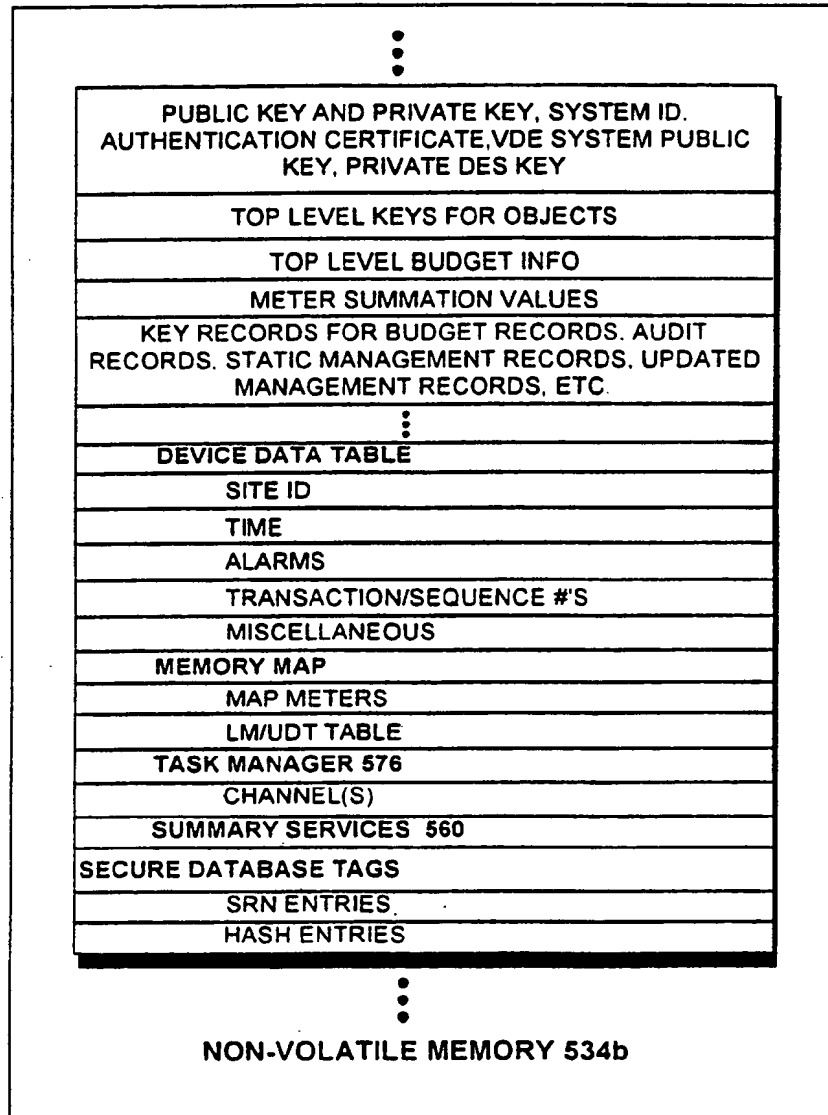 PUBLIC KEY AND PRIVATE KEY, SYSTEM ID.
AUTHENTICATION CERTIFICATE,VDE SYSTEM PUBLIC
KEY, PRIVATE DES KEY
TOP LEVEL KEYS FOR OBJECTS
TOP LEVEL BUDGET INFO
METER SUMMATION VALUES
KEY RECORDS FOR BUDGET RECORDS. AUDIT
RECORDS. STATIC MANAGEMENT RECORDS, UPDATED
MANAGEMENT RECORDS, ETC.
DEVICE DATA TABLE
SITE ID
TIME
ALARMS
TRANSACTION/SEQUENCE #'S
MISCELLANEOUS
MEMORY MAP
MAP METERS
LM/UDT TABLE
TASK MANAGER 576
CHANNEL(S)
SUMMARY SERVICES 560
SECURE DATABASE TAGS
SRN ENTRIES
HASH ENTRIES
NON-VOLATILE MEMORY 534b